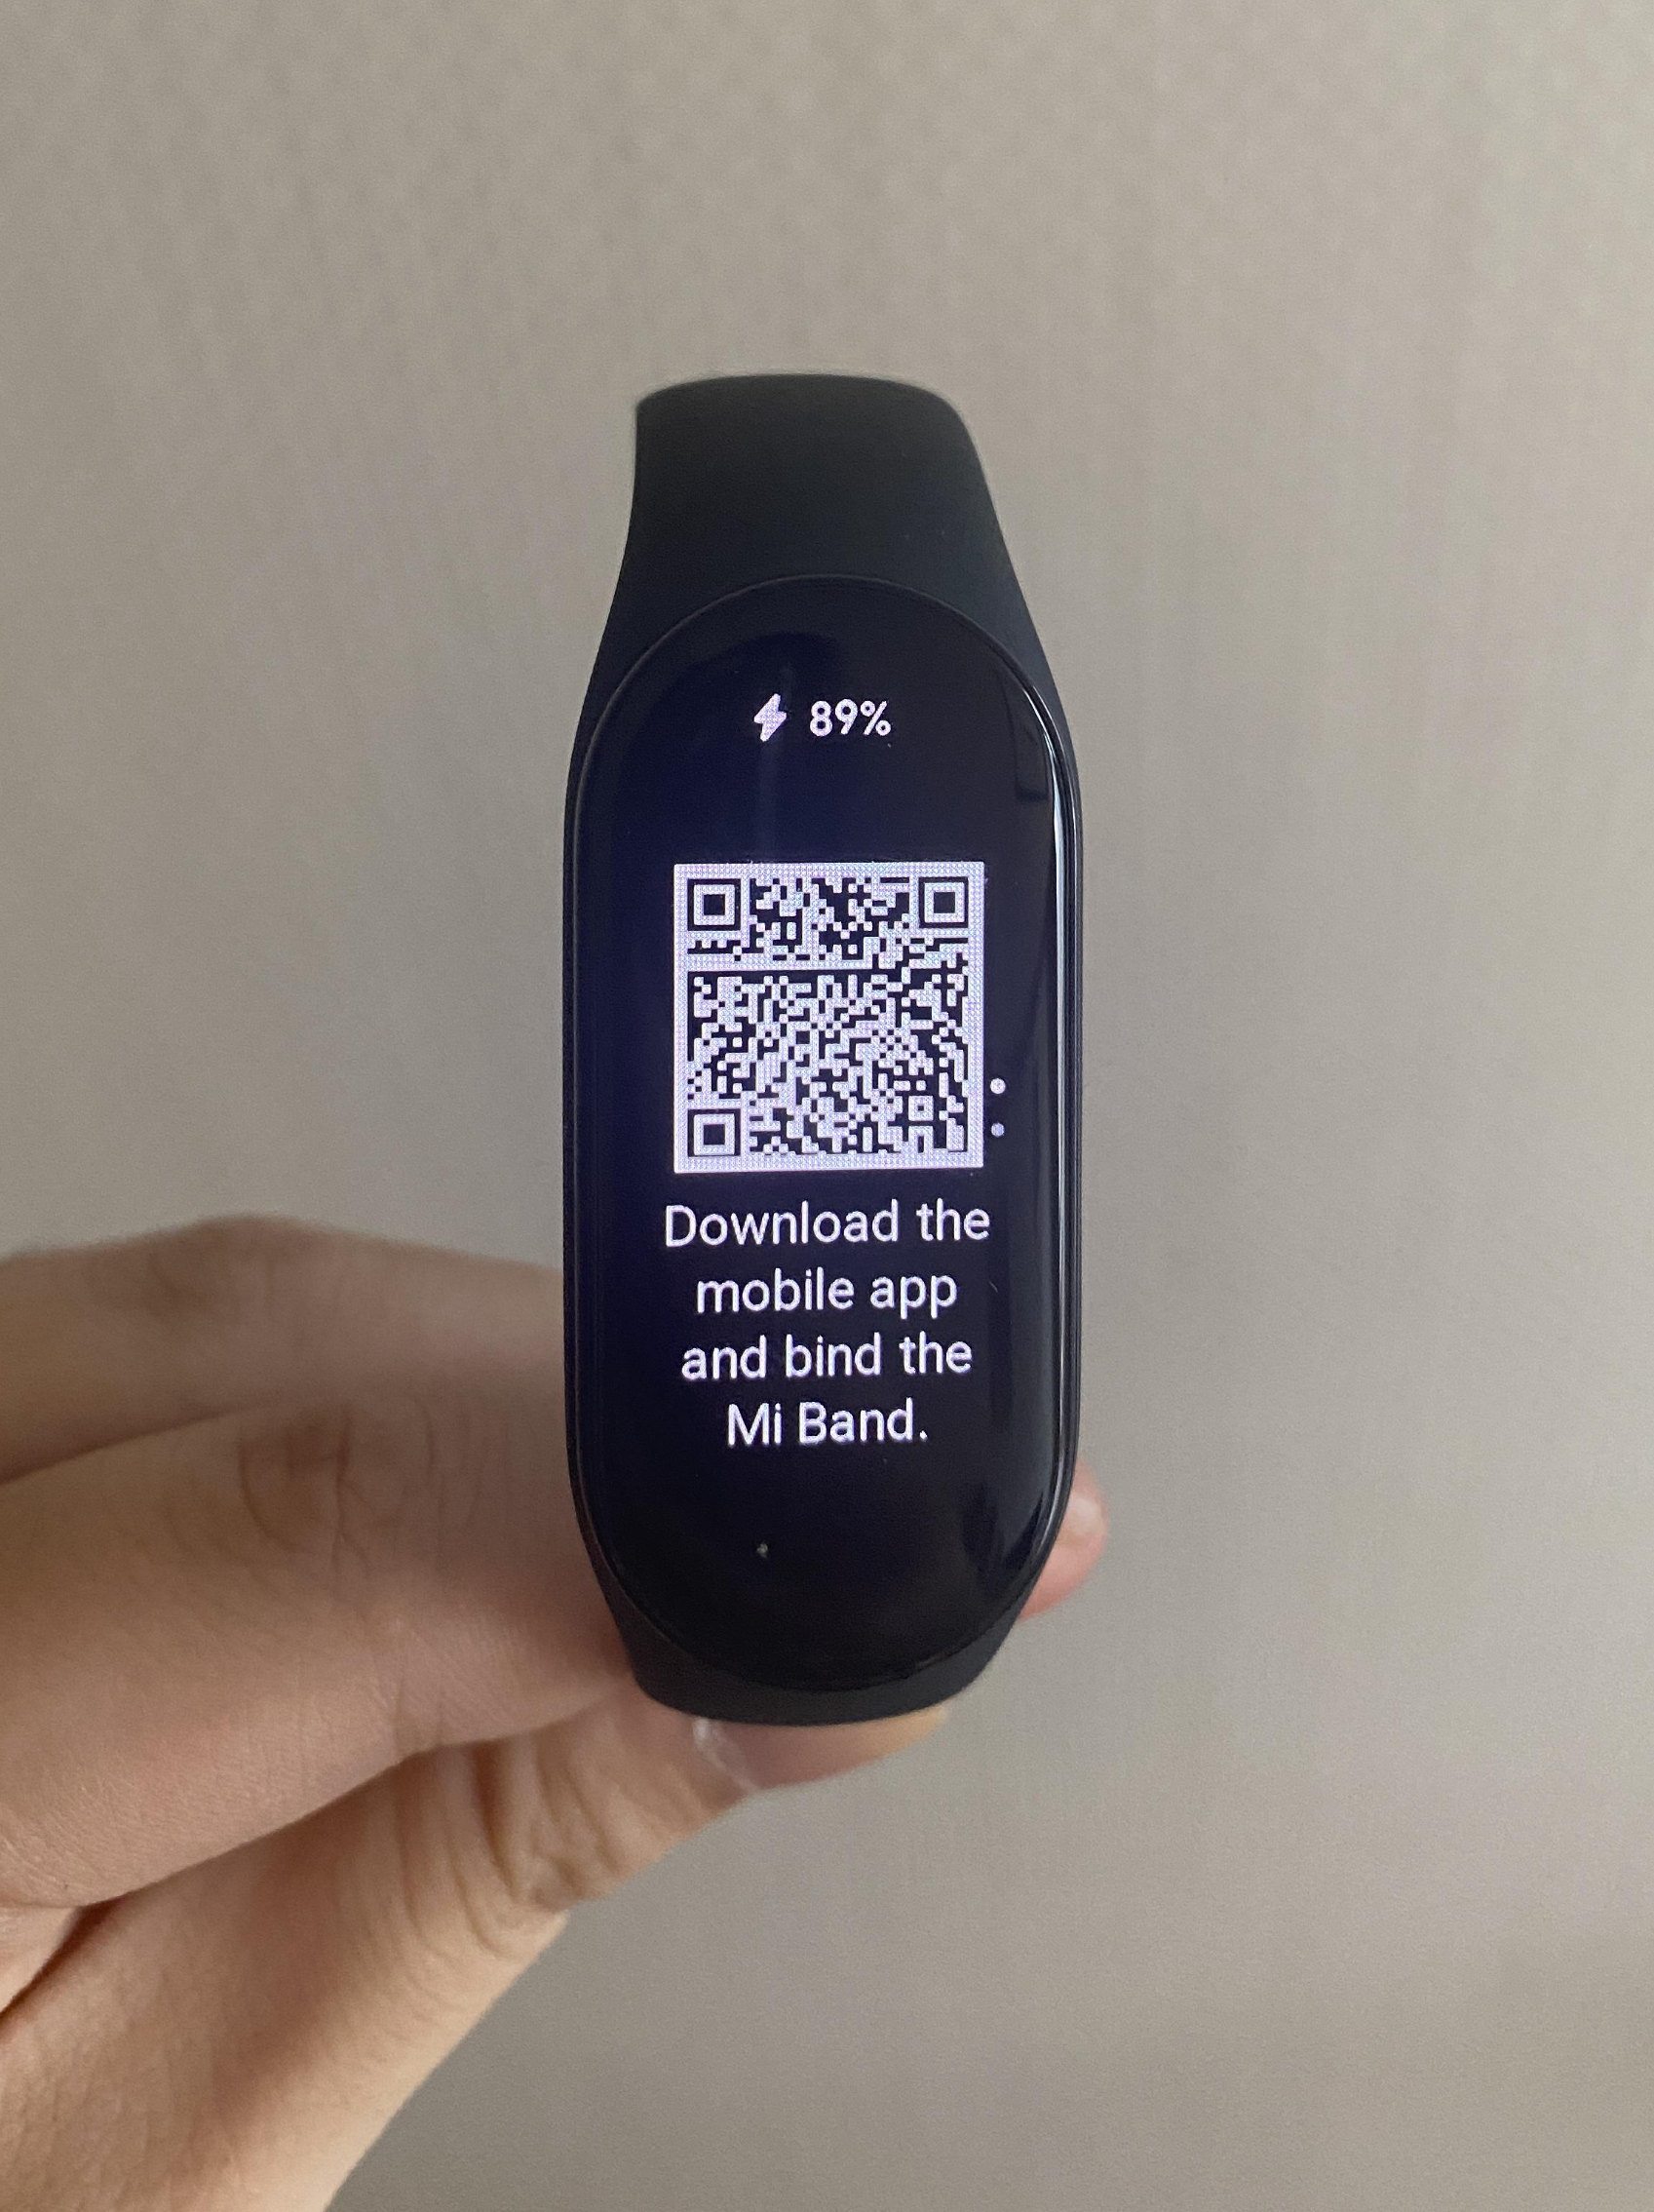 89%
Download the
mobile app
and bind the
Mi Band.